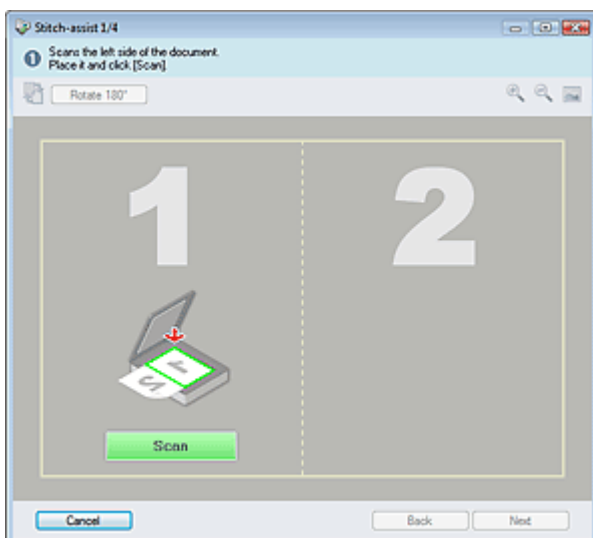 Stitch-assist 1/4
1 Scans the left side of the document.
Place it and click [Scan].
Rotate 180°
1 2
Scan
Cancel Back Next